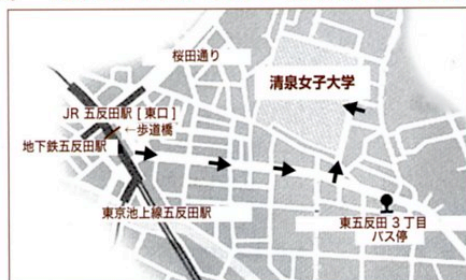 桜田通り
清泉女子大学
JR 五反田駅 [ 東口 ]
←歩道橋
地下鉄五反田駅
東京池上線五反田駅
東五反田 3 丁目
バス停